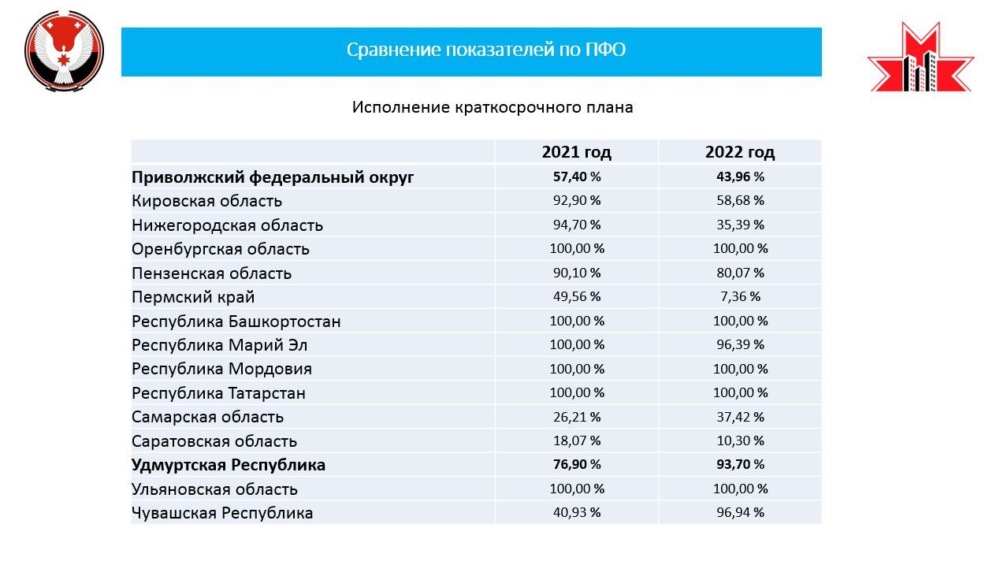 Сравнение показателей по ПФО
Исполнение краткосрочного плана
2021 год 2022 год
Приволжский федеральный округ 57,40 % 43,96 %
Кировская область 92,90 % 58,68 %
Нижегородская область 94,70 % 35,39 %
Оренбургская область 100,00 % 100,00 %
Пензенская область 90,10 % 80,07 %
Пермский край 49,56 % 7,36 %
Республика Башкортостан 100,00 % 100,00 %
Республика Марий Эл 100,00 % 96,39 %
Республика Мордовия 100,00 % 100,00 %
Республика Татарстан 100,00 % 100,00 %
Самарская область 26,21 % 37,42 %
Саратовская область 18,07 % 10,30 %
Удмуртская Республика 76,90 % 93,70 %
Ульяновская область 100,00 % 100,00 %
Чувашская Республика 40,93 % 96,94 %